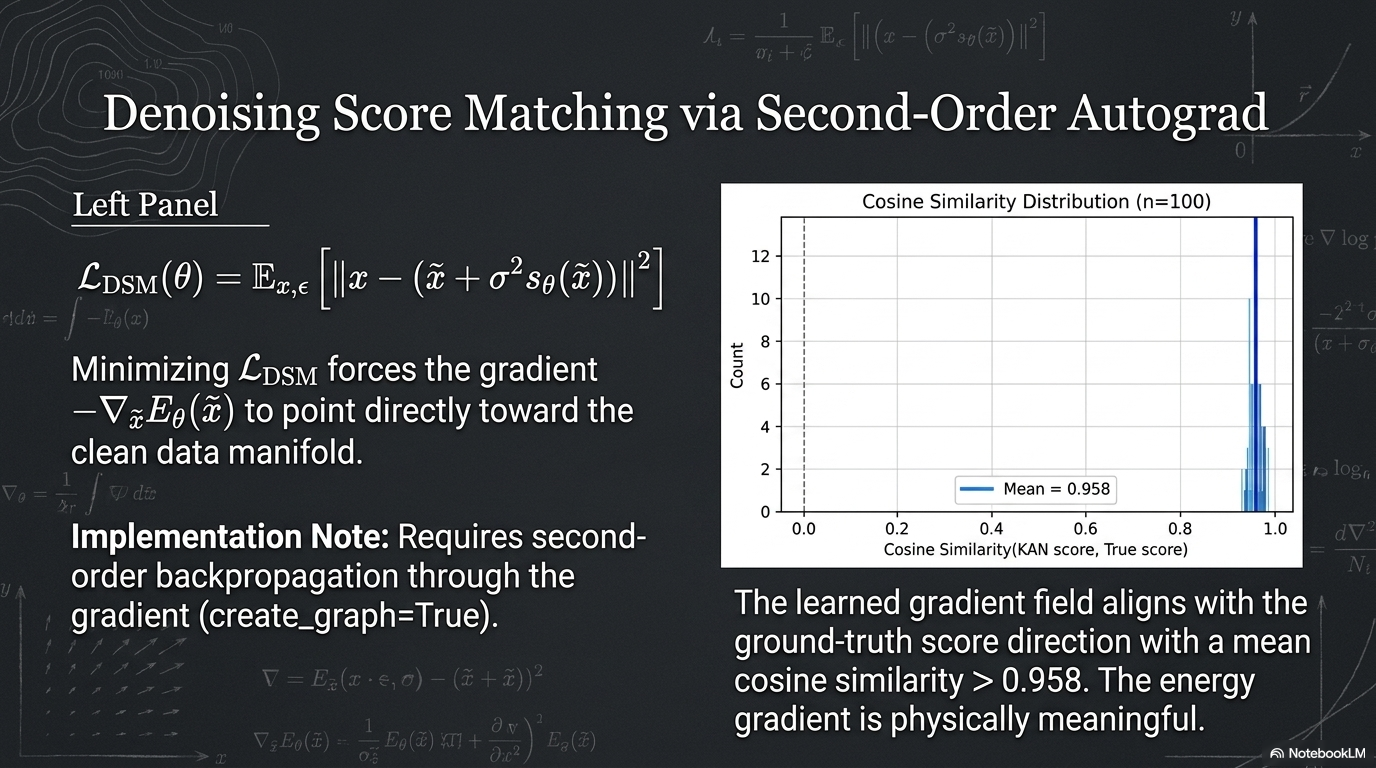 Denoising Score Matching via Second-Order Autograd
Left Panel
ℒ_DSM(θ) = 𝔼_{x,ϵ} [‖x − (x̃ + σ²s_θ(x̃))‖²]
Minimizing ℒ_DSM forces the gradient
−∇_x̃ E_θ(x̃) to point directly toward the
clean data manifold.
Implementation Note: Requires second-
order backpropagation through the
gradient (create_graph=True).
Cosine Similarity Distribution (n=100)
Count
12
10
8
6
4
2
0
Mean = 0.958
0.0 0.2 0.4 0.6 0.8 1.0
Cosine Similarity(KAN score, True score)
The learned gradient field aligns with the
ground-truth score direction with a mean
cosine similarity > 0.958. The energy
gradient is physically meaningful.
NotebookLM